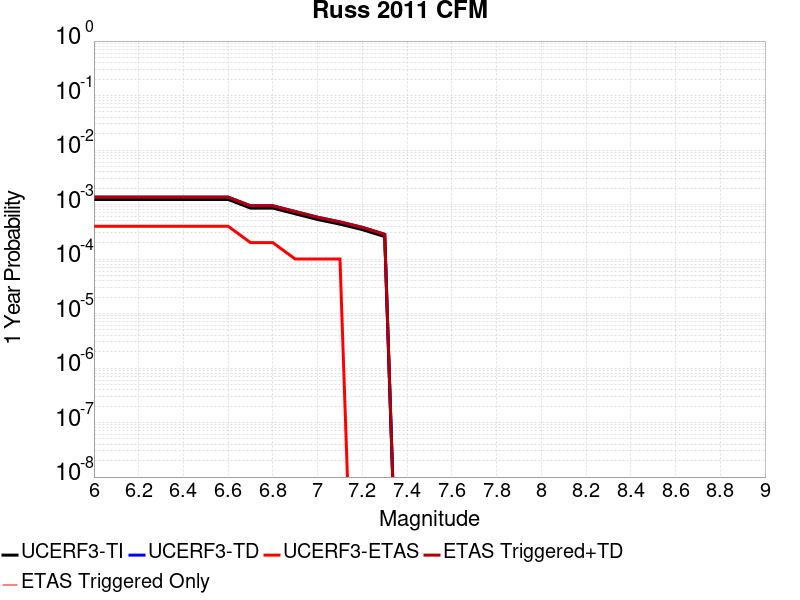 Russ 2011 CFM
1 Year Probability
10^0
10^-1
10^-2
10^-3
10^-4
10^-5
10^-6
10^-7
10^-8
6 6.2 6.4 6.6 6.8 7 7.2 7.4 7.6 7.8 8 8.2 8.4 8.6 8.8 9
Magnitude
UCERF3-TI UCERF3-TD UCERF3-ETAS ETAS Triggered+TD
ETAS Triggered Only